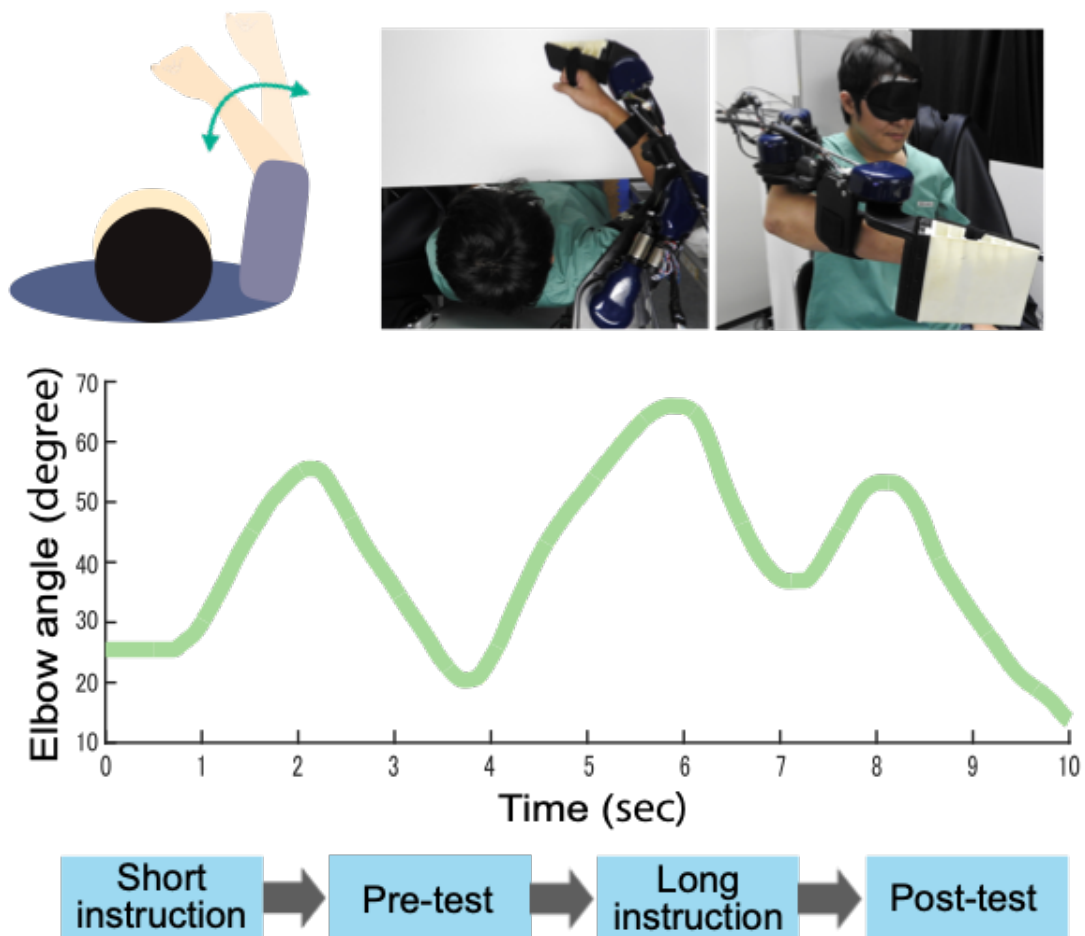 Elbow angle (degree)
70
60
50
40
30
20
10
0 1 2 3 4 5 6 7 8 9 10
Time (sec)
Short
instruction
Pre-test
Long
instruction
Post-test